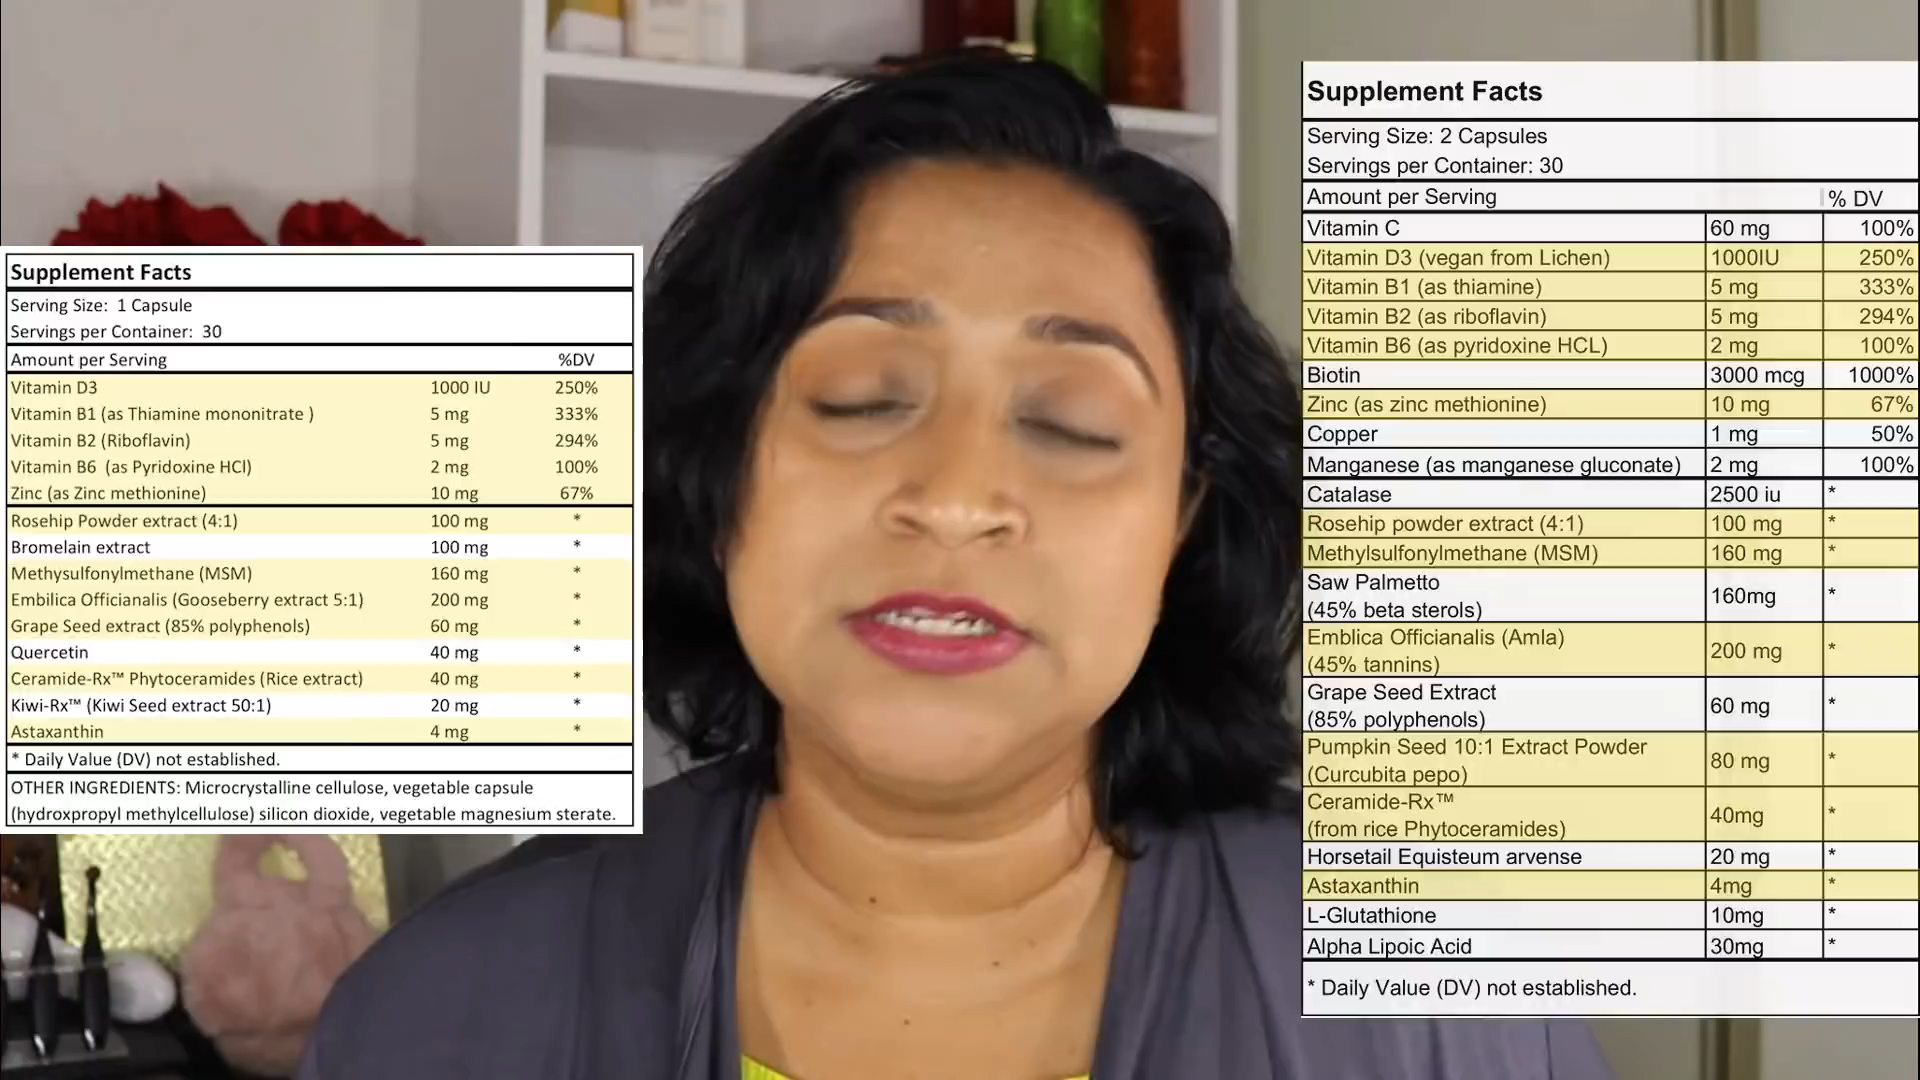 Supplement Facts
Serving Size: 1 Capsule
Servings per Container: 30
Amount per Serving %DV
Vitamin D3 1000 IU 250%
Vitamin B1 (as Thiamine mononitrate ) 5 mg 333%
Vitamin B2 (Riboflavin) 5 mg 294%
Vitamin B6 (as Pyridoxine HCl) 2 mg 100%
Zinc (as Zinc methionine) 10 mg 67%
Rosehip Powder extract (4:1) 100 mg *
Bromelain extract 100 mg *
Methysulfonylmethane (MSM) 160 mg *
Embilica Officianalis (Gooseberry extract 5:1) 200 mg *
Grape Seed extract (85% polyphenols) 60 mg *
Quercetin 40 mg *
Ceramide-Rx™ Phytoceramides (Rice extract) 40 mg *
Kiwi-Rx™ (Kiwi Seed extract 50:1) 20 mg *
Astaxanthin 4 mg *
* Daily Value (DV) not established.
OTHER INGREDIENTS: Microcrystalline cellulose, vegetable capsule
(hydroxpropyl methylcellulose) silicon dioxide, vegetable magnesium sterate.
Supplement Facts
Serving Size: 2 Capsules
Servings per Container: 30
Amount per Serving % DV
Vitamin C 60 mg 100%
Vitamin D3 (vegan from Lichen) 1000IU 250%
Vitamin B1 (as thiamine) 5 mg 333%
Vitamin B2 (as riboflavin) 5 mg 294%
Vitamin B6 (as pyridoxine HCL) 2 mg 100%
Biotin 3000 mcg 1000%
Zinc (as zinc methionine) 10 mg 67%
Copper 1 mg 50%
Manganese (as manganese gluconate) 2 mg 100%
Catalase 2500 iu *
Rosehip powder extract (4:1) 100 mg *
Methylsulfonylmethane (MSM) 160 mg *
Saw Palmetto
(45% beta sterols) 160mg *
Emblica Officianalis (Amla)
(45% tannins) 200 mg *
Grape Seed Extract
(85% polyphenols) 60 mg *
Pumpkin Seed 10:1 Extract Powder
(Curcubita pepo) 80 mg *
Ceramide-Rx™
(from rice Phytoceramides) 40mg *
Horsetail Equisteum arvense 20 mg *
Astaxanthin 4mg *
L-Glutathione 10mg *
Alpha Lipoic Acid 30mg *
* Daily Value (DV) not established.